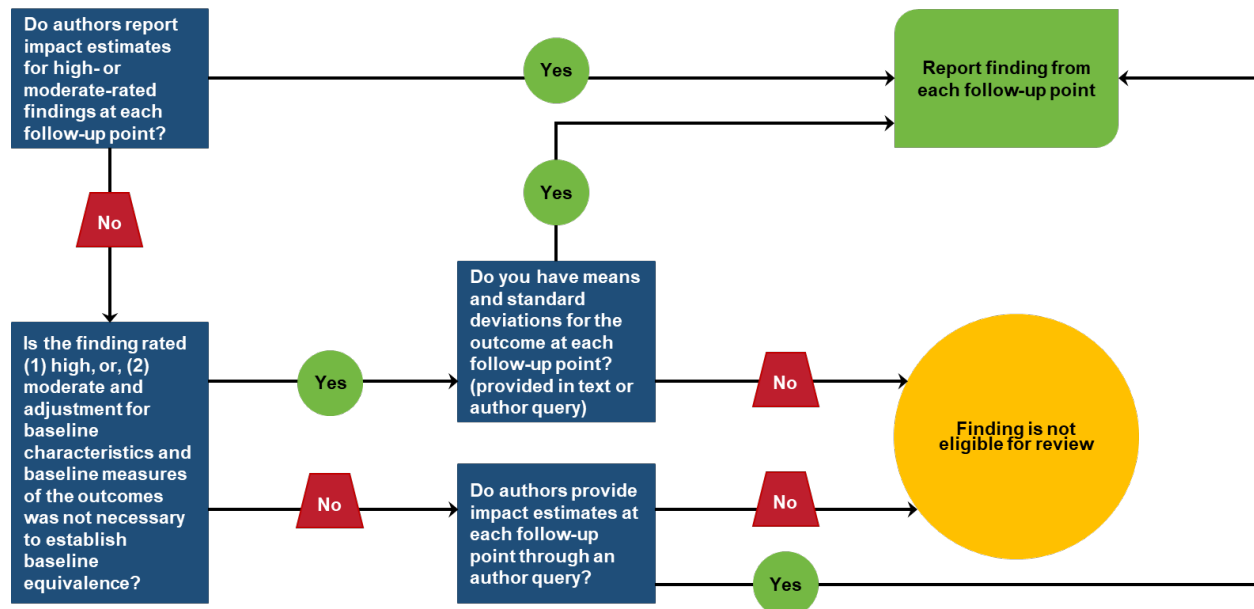 Do authors report
impact estimates
for high- or
moderate-rated
findings at each
follow-up point?
Yes
Report finding from
each follow-up point
Yes
No
Do you have means
and standard
deviations for the
outcome at each
follow-up point?
(provided in text or
author query)
Is the finding rated
(1) high, or, (2)
moderate and
adjustment for
baseline
characteristics and
baseline measures
of the outcomes
was not necessary
to establish
baseline
equivalence?
Yes
No
Finding is not
eligible for review
No
Do authors provide
impact estimates at
each follow-up
point through an
author query?
No
Yes